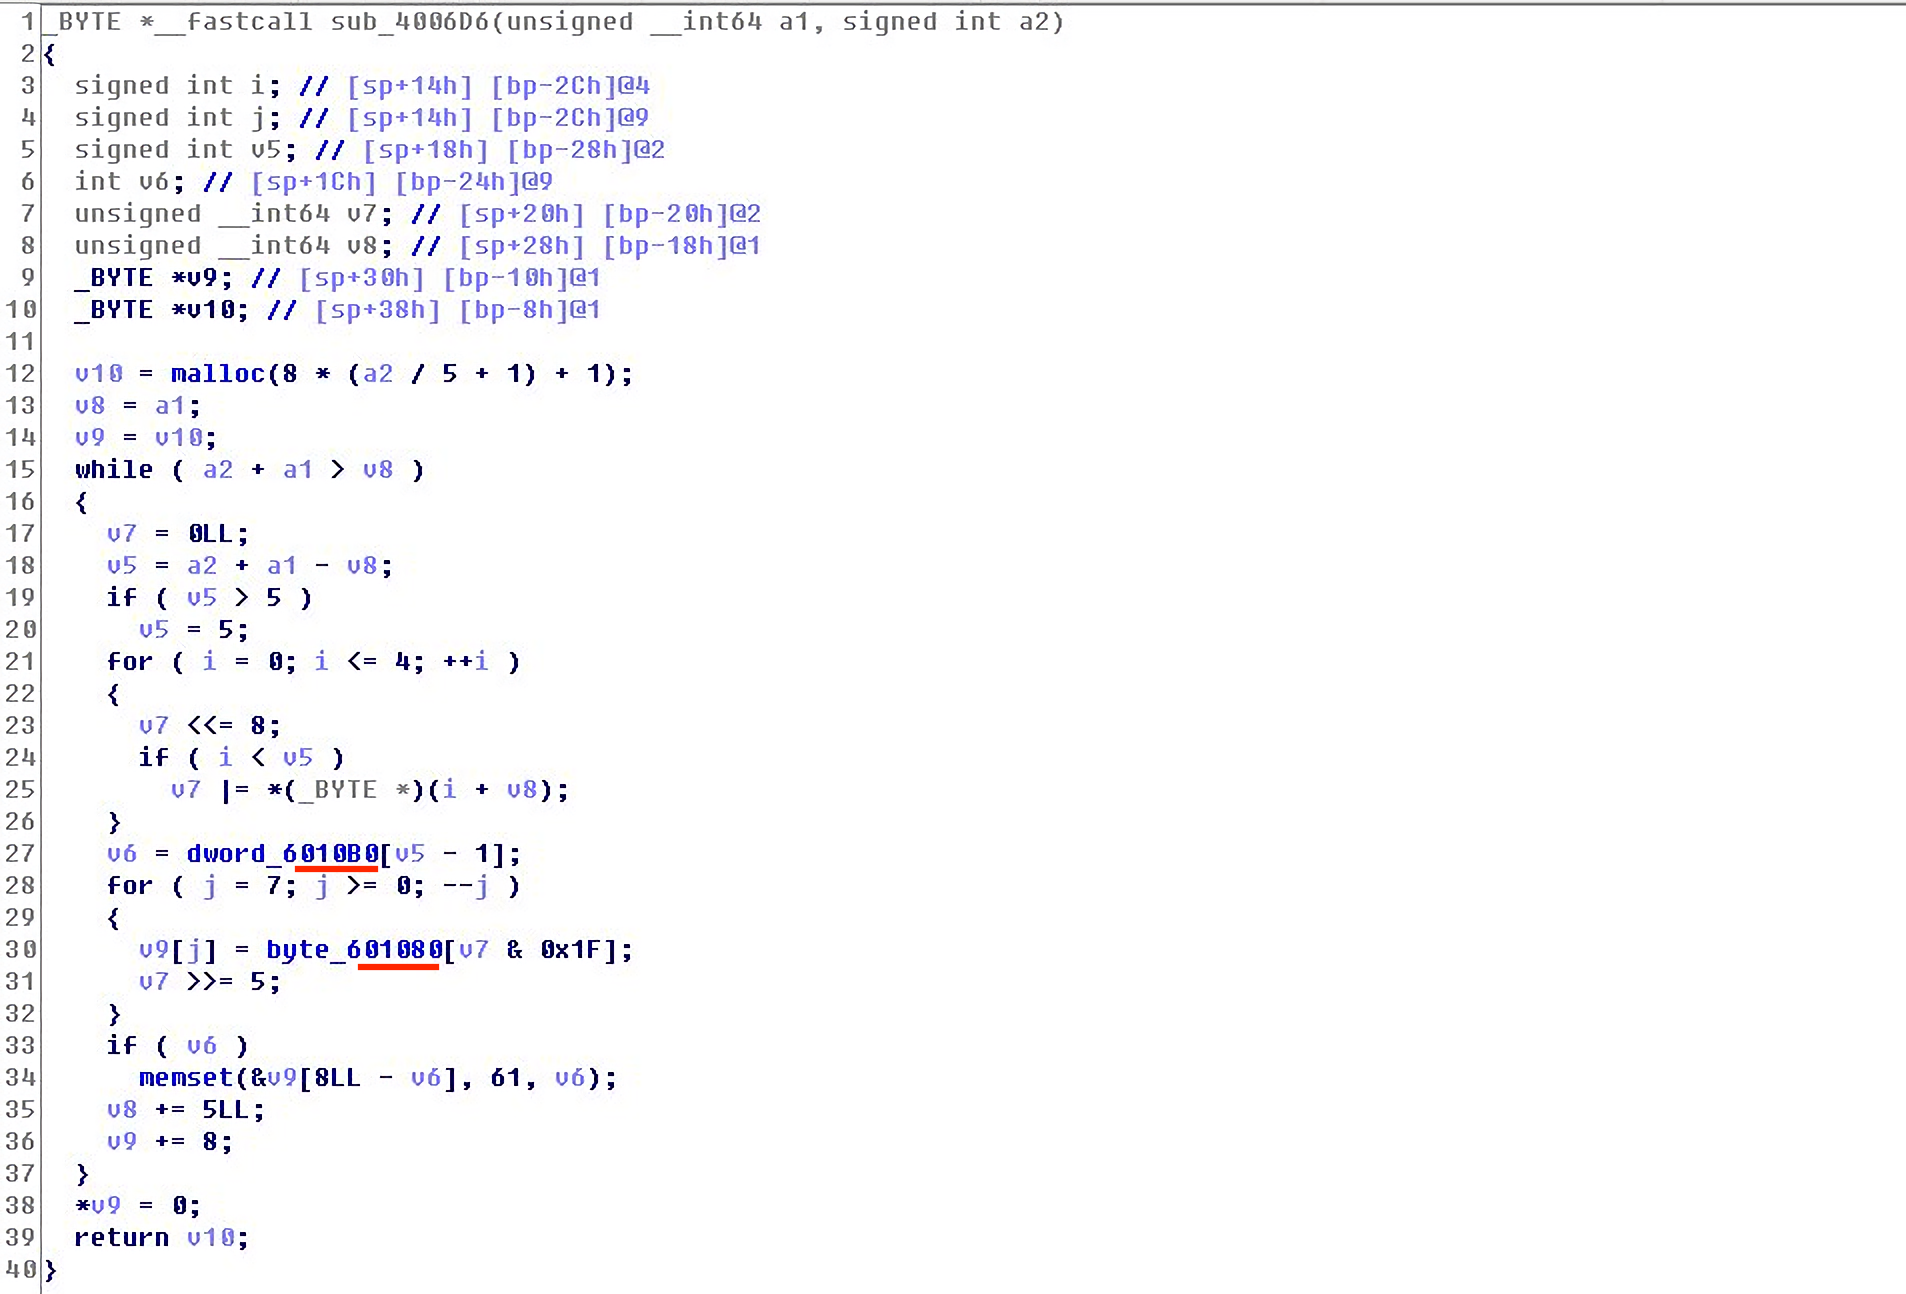 1 _BYTE *__fastcall sub_4006D6(unsigned __int64 a1, signed int a2)
2 {
3   signed int i; // [sp+14h] [bp-2Ch]@4
4   signed int j; // [sp+14h] [bp-2Ch]@9
5   signed int v5; // [sp+18h] [bp-28h]@2
6   int v6; // [sp+1Ch] [bp-24h]@9
7   unsigned __int64 v7; // [sp+20h] [bp-20h]@2
8   unsigned __int64 v8; // [sp+28h] [bp-18h]@1
9   _BYTE *v9; // [sp+30h] [bp-10h]@1
10   _BYTE *v10; // [sp+38h] [bp-8h]@1
11
12   v10 = malloc(8 * (a2 / 5 + 1) + 1);
13   v8 = a1;
14   v9 = v10;
15   while ( a2 + a1 > v8 )
16   {
17     v7 = 0LL;
18     v5 = a2 + a1 - v8;
19     if ( v5 > 5 )
20       v5 = 5;
21     for ( i = 0; i <= 4; ++i )
22     {
23       v7 <<= 8;
24       if ( i < v5 )
25         v7 |= *(_BYTE *)(i + v8);
26     }
27     v6 = dword_6010B0[v5 - 1];
28     for ( j = 7; j >= 0; --j )
29     {
30       v9[j] = byte_601080[v7 & 0x1F];
31       v7 >>= 5;
32     }
33     if ( v6 )
34       memset(&v9[8LL - v6], 61, v6);
35     v8 += 5LL;
36     v9 += 8;
37   }
38   *v9 = 0;
39   return v10;
40 }